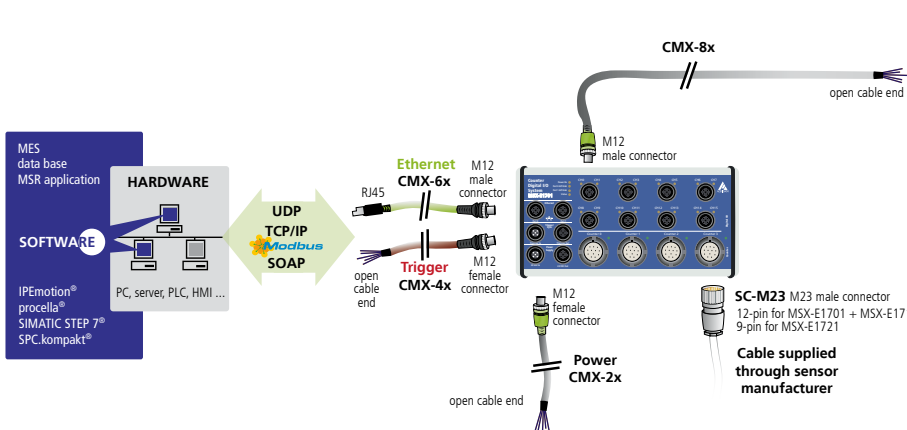 CMX-8x
open cable end
M12
male connector
MES
data base
MSR application
HARDWARE
SOFTWARE
PC, server, PLC, HMI ...
IPEmotion®
procella®
SIMATIC STEP 7®
SPC.kompakt®
UDP
TCP/IP
Modbus
SOAP
Ethernet
CMX-6x
RJ45
M12
male
connector
Trigger
CMX-4x
open
cable
end
M12
female
connector
Counter
Digital I/O
System
M12
female
connector
Power
CMX-2x
open cable end
SC-M23 M23 male connector
12-pin for MSX-E1701 + MSX-E17
9-pin for MSX-E1721
Cable supplied
through sensor
manufacturer